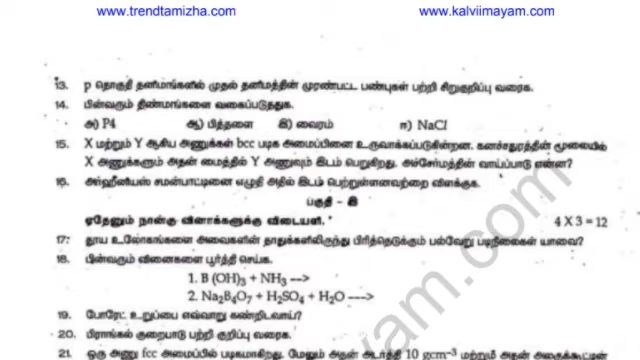 www.trendtamizha.com www.kalviimayam.com
13. p தொகுதி தனிமங்களில் முதல் தனிமத்தின் முரண்பட்ட பண்புகள் பற்றி சிறுகுறிப்பு வரைக.
14. பின்வரும் திண்மங்களை வகைப்படுத்துக.
அ) P4 ஆ) பித்தளை இ) வைரம் ஈ) NaCl
15. X மற்றும் Y ஆகிய அணுக்கள் bcc படிக அமைப்பினை உருவாக்கப்படுகின்றன. கனச்சதுரத்தின் மூலையில்
X அணுக்களும் அதன் மைத்தில் Y அணுவும் இடம் பெறுகிறது. அச்சேர்மத்தின் வாய்ப்பாடு என்ன?
16. அர்ஹீனியஸ் சமன்பாட்டினை எழுதி அதில் இடம் பெற்றுள்ளனவற்றை விளக்குக.
பகுதி - இ
ஏதேனும் நான்கு வினாக்களுக்கு விடையளி. 4 X 3 = 12
17. தூய உலோகங்களை அவைகளின் தாதுக்களிலிருந்து பிரித்தெடுக்கும் பல்வேறு படிநிலைகள் யாவை?
18. பின்வரும் வினைகளை பூர்த்தி செய்க.
1. B (OH)₃ + NH₃ --->
2. Na₂B₄O₇ + H₂SO₄ + H₂O ---->
19. போரேட் உறுப்பை எவ்வாறு கண்டறிவாய்?
20. பிராங்கல் குறைபாடு பற்றி குறிப்பு வரைக.
21. ஒரு அணு fcc அமைப்பில் படிகமாகிறது. மேலும் அதன் அடர்த்தி 10 gcm⁻³ மற்றும் அதன் அலகுக்கூட்டின்
yam.com